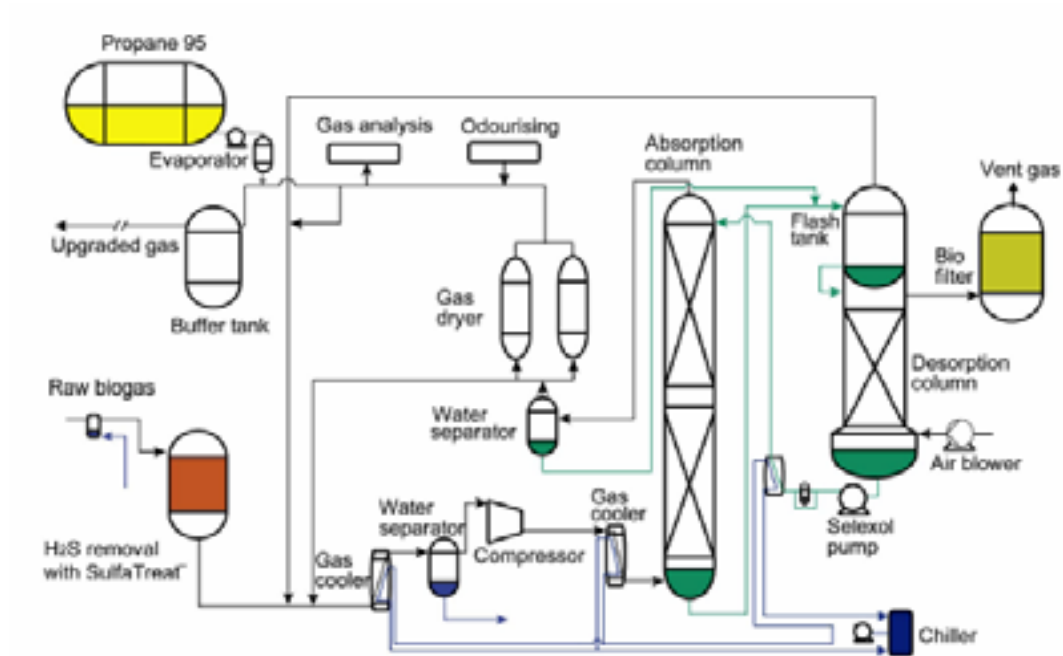 Propane 95
Evaporator
Gas analysis
Odourising
Absorption
column
Vent gas
Flash
tank
Bio
filter
Upgraded gas
Buffer tank
Gas
dryer
Desorption
column
Raw biogas
Water
separator
Air blower
Water
separator
Gas
cooler
Compressor
Selexol
pump
H2S removal
with SulfaTreat
Gas
cooler
Chiller